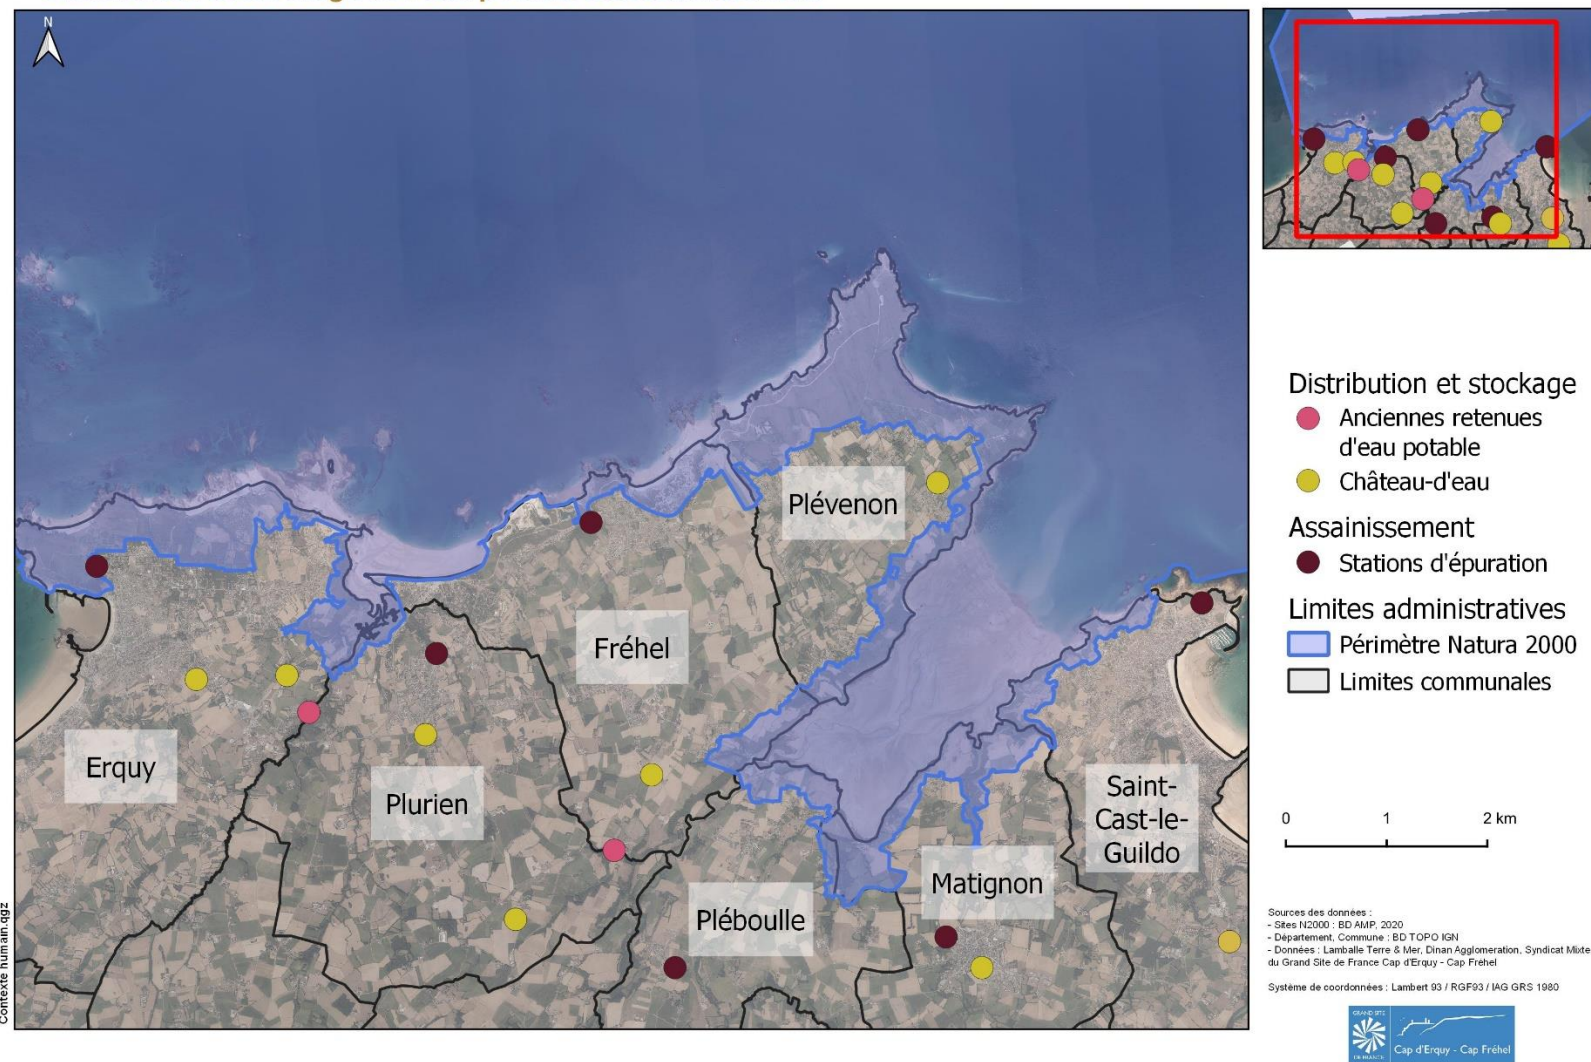 N
Plévenon
Fréhel
Erquy
Plurien
Saint-
Cast-le-
Guildo
Matignon
Pléboulle
Contexte humain.qgz
Distribution et stockage
Anciennes retenues
d'eau potable
Château-d'eau
Assainissement
Stations d'épuration
Limites administratives
Périmètre Natura 2000
Limites communales
0 1 2 km
Sources des données :
- Sites N2000 : BD AMP, 2020
- Département, Commune : BD TOPO IGN
- Données : Lamballe Terre & Mer, Dinan Agglomeration, Syndicat Mixte
du Grand Site de France Cap d'Erquy - Cap Fréhel
Système de coordonnées : Lambert 93 / RGF93 / IAG GRS 1980
GRAND SITE
DE FRANCE
Cap d'Erquy - Cap Fréhel